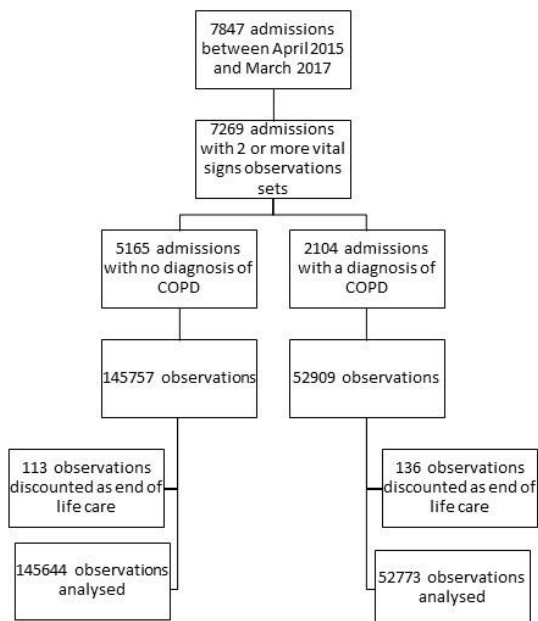 7847 admissions
between April 2015
and March 2017
7269 admissions
with 2 or more vital
signs observations
sets
5165 admissions
with no diagnosis of
COPD
2104 admissions
with a diagnosis of
COPD
145757 observations
52909 observations
113 observations
discounted as end of
life care
136 observations
discounted as end of
life care
145644 observations
analysed
52773 observations
analysed